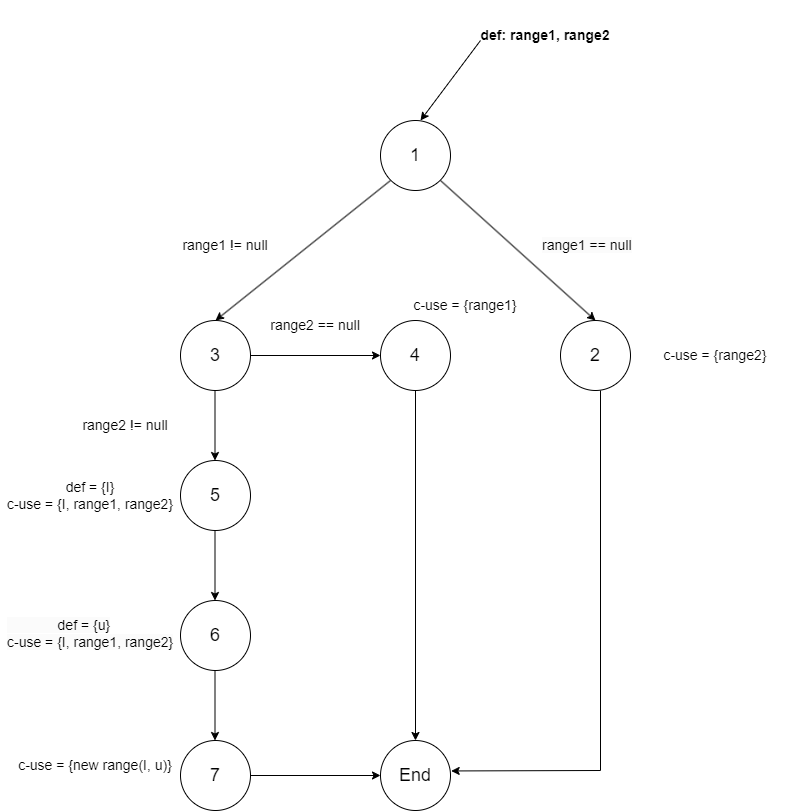 def: range1, range2
1
range1 != null
range1 == null
c-use = {range1}
range2 == null
3
4
2
c-use = {range2}
range2 != null
def = {l}
c-use = {l, range1, range2}
5
def = {u}
c-use = {l, range1, range2}
6
c-use = {new range(l, u)}
7
End